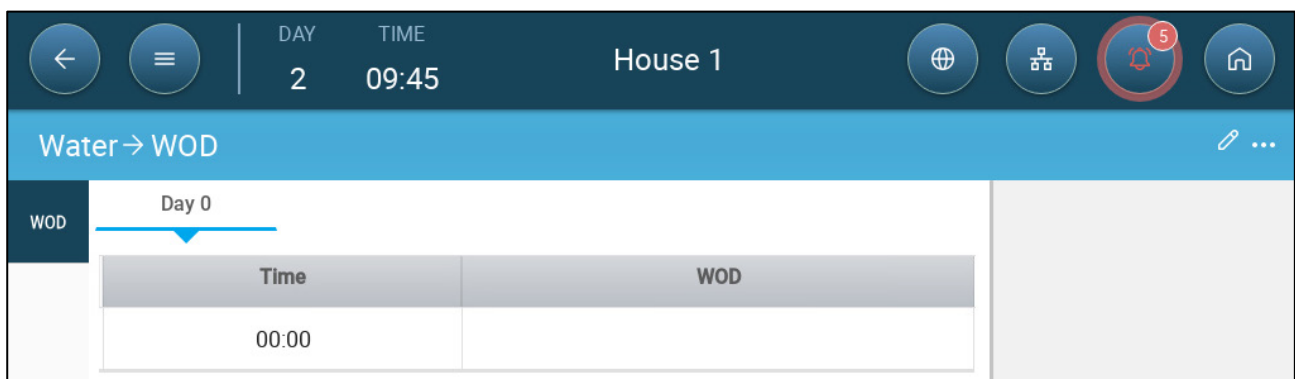 DAY TIME
2 09:45
House 1
5
Water → WOD
WOD
Day 0
Time WOD
00:00